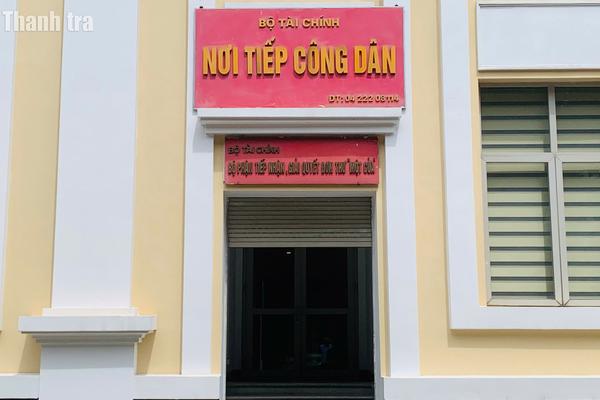 Thanh tra
BỘ TÀI CHÍNH
NƠI TIẾP CÔNG DÂN
ĐT: 04 222 08114
BỘ TÀI CHÍNH
BỘ PHẬN TIẾP NHẬN, GIẢI QUYẾT ĐƠN THƯ "MỘT CỬA"